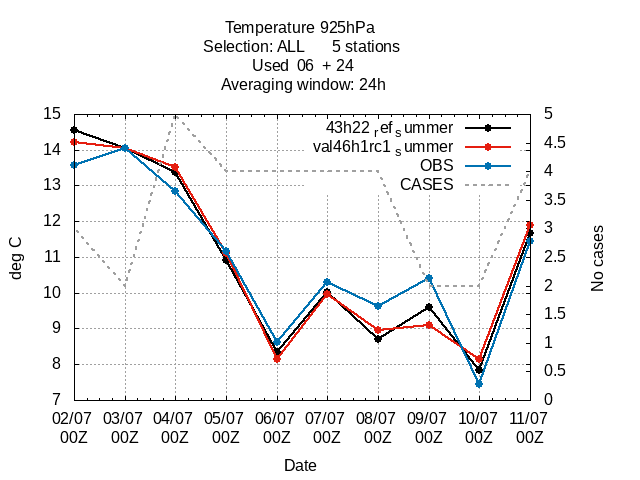 Temperature 925hPa
Selection: ALL 5 stations
Used 06 + 24
Averaging window: 24h
43h22 ref summer
val46h1rc1 summer
OBS
CASES
deg C
15
14
13
12
11
10
9
8
7
No cases
5
4.5
4
3.5
3
2.5
2
1.5
1
0.5
0
02/07 03/07 04/07 05/07 06/07 07/07 08/07 09/07 10/07 11/07
00Z 00Z 00Z 00Z 00Z 00Z 00Z 00Z 00Z 00Z
Date